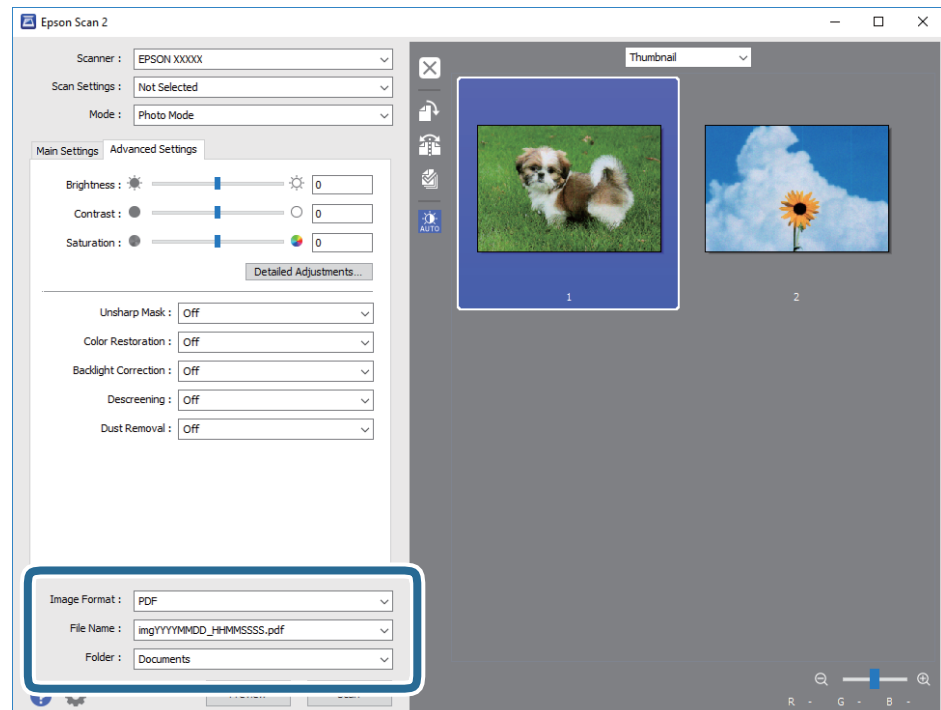 Epson Scan 2
Scanner : EPSON XXXXX
Scan Settings : Not Selected
Mode : Photo Mode
Main Settings Advanced Settings
Brightness : 0
Contrast : 0
Saturation : 0
Detailed Adjustments...
Unsharp Mask : Off
Color Restoration : Off
Backlight Correction : Off
Descreening : Off
Dust Removal : Off
Image Format : PDF
File Name : imgYYYYMMDD_HHMMSSSS.pdf
Folder : Documents
?
AUTO
Thumbnail
1
2
R - G - B -